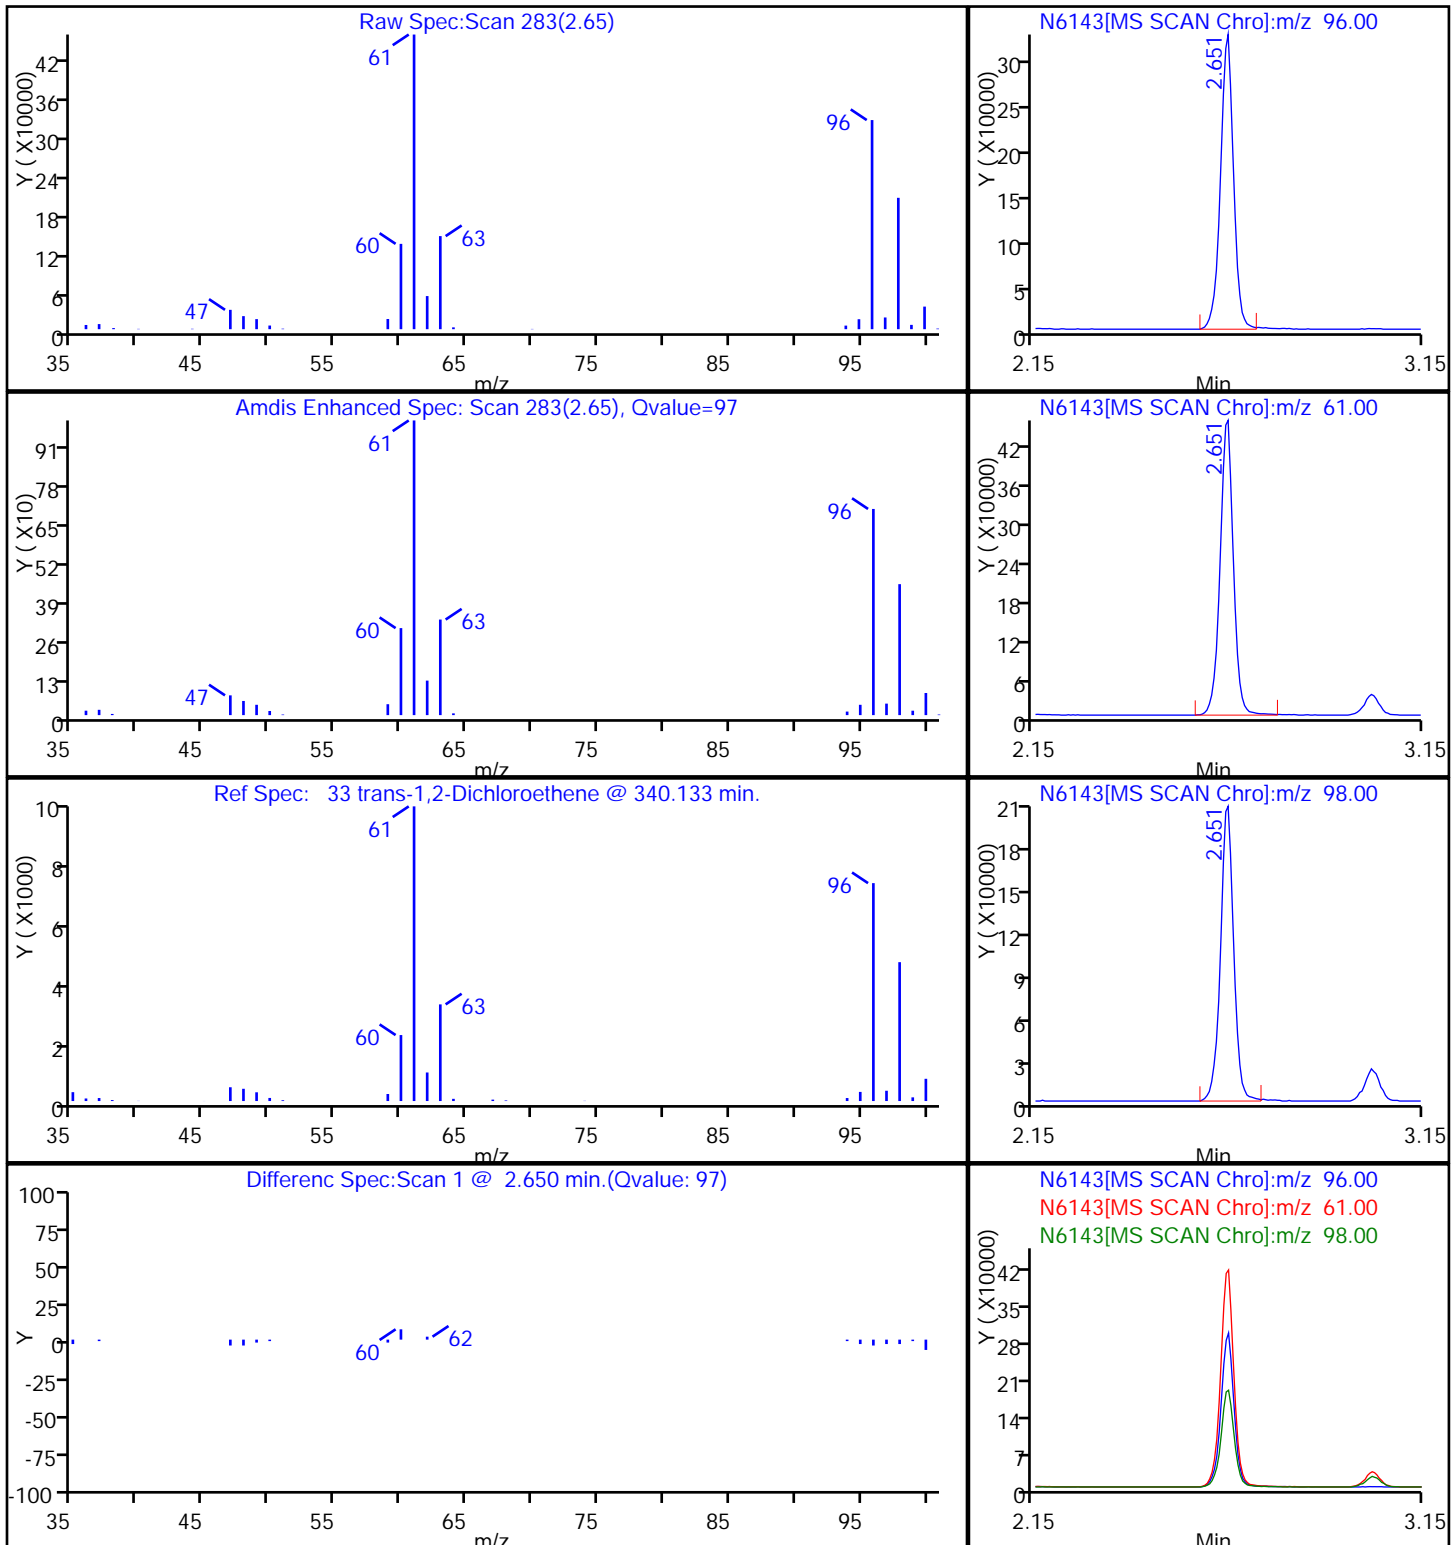 Raw Spec:Scan 283(2.65)
Y ( X10000)
42
36
30
24
18
12
6
0
61
96
60
63
47
35 45 55 65 75 85 95
m/z
N6143[MS SCAN Chro]:m/z 96.00
Y ( X10000)
30
25
20
15
10
5
0
2.651
2.15 3.15
Min
Amdis Enhanced Spec: Scan 283(2.65), Qvalue=97
Y ( X10)
91
78
65
52
39
26
13
0
61
96
60
63
47
35 45 55 65 75 85 95
m/z
N6143[MS SCAN Chro]:m/z 61.00
Y ( X10000)
42
36
30
24
18
12
6
0
2.651
2.15 3.15
Min
Ref Spec: 33 trans-1,2-Dichloroethene @ 340.133 min.
Y ( X1000)
10
8
6
4
2
0
61
96
63
60
35 45 55 65 75 85 95
m/z
N6143[MS SCAN Chro]:m/z 98.00
Y ( X10000)
21
18
15
12
9
6
3
0
2.651
2.15 3.15
Min
Differenc Spec:Scan 1 @ 2.650 min.(Qvalue: 97)
Y
100
75
50
25
0
-25
-50
-75
-100
60
62
35 45 55 65 75 85 95
m/z
N6143[MS SCAN Chro]:m/z 96.00
N6143[MS SCAN Chro]:m/z 61.00
N6143[MS SCAN Chro]:m/z 98.00
Y ( X10000)
42
35
28
21
14
7
0
2.15 3.15
Min